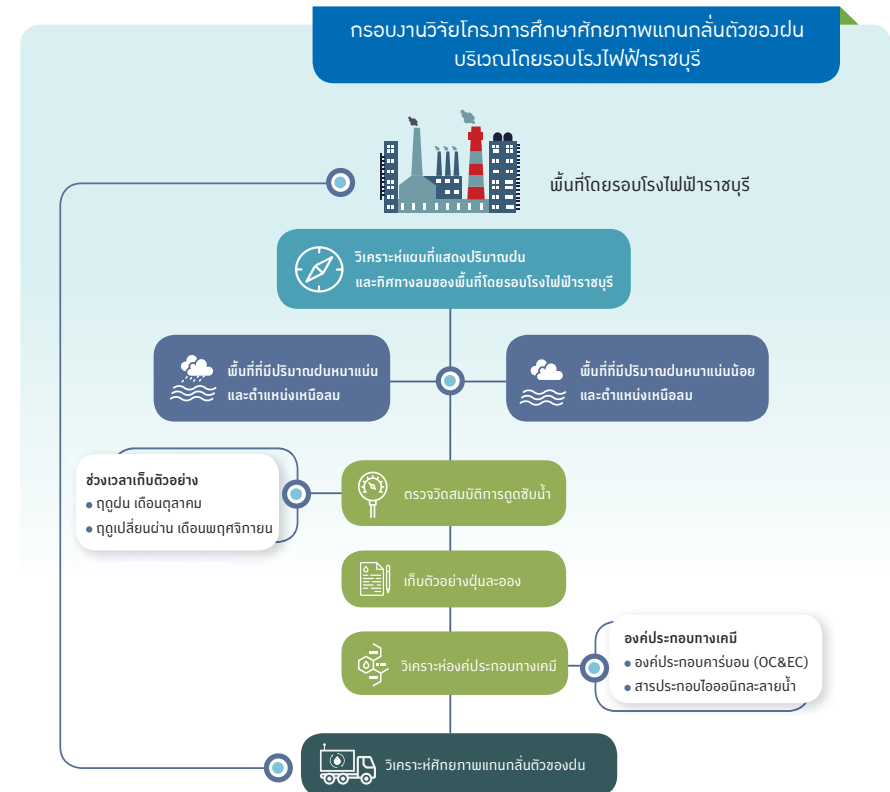 กรอบงานวิจัยโครงการศึกษาศักยภาพแกนกลั่นตัวของฝน
บริเวณโดยรอบโรงไฟฟ้าราชบุรี
พื้นที่โดยรอบโรงไฟฟ้าราชบุรี
วิเคราะห์แผนที่แสดงปริมาณฝน
และทิศทางลมของพื้นที่โดยรอบโรงไฟฟ้าราชบุรี
พื้นที่ที่มีปริมาณฝนหนาแน่น
และตำแหน่งเหนือลม
พื้นที่ที่มีปริมาณฝนหนาแน่นน้อย
และตำแหน่งเหนือลม
ช่วงเวลาเก็บตัวอย่าง
• ฤดูฝน เดือนตุลาคม
• ฤดูเปลี่ยนผ่าน เดือนพฤศจิกายน
ตรวจวัดสมบัติการดูดซับน้ำ
เก็บตัวอย่างฝุ่นละออง
วิเคราะห์องค์ประกอบทางเคมี
องค์ประกอบทางเคมี
• องค์ประกอบคาร์บอน (OC&EC)
• สารประกอบไอออนิกละลายน้ำ
วิเคราะห์ศักยภาพแกนกลั่นตัวของฝน